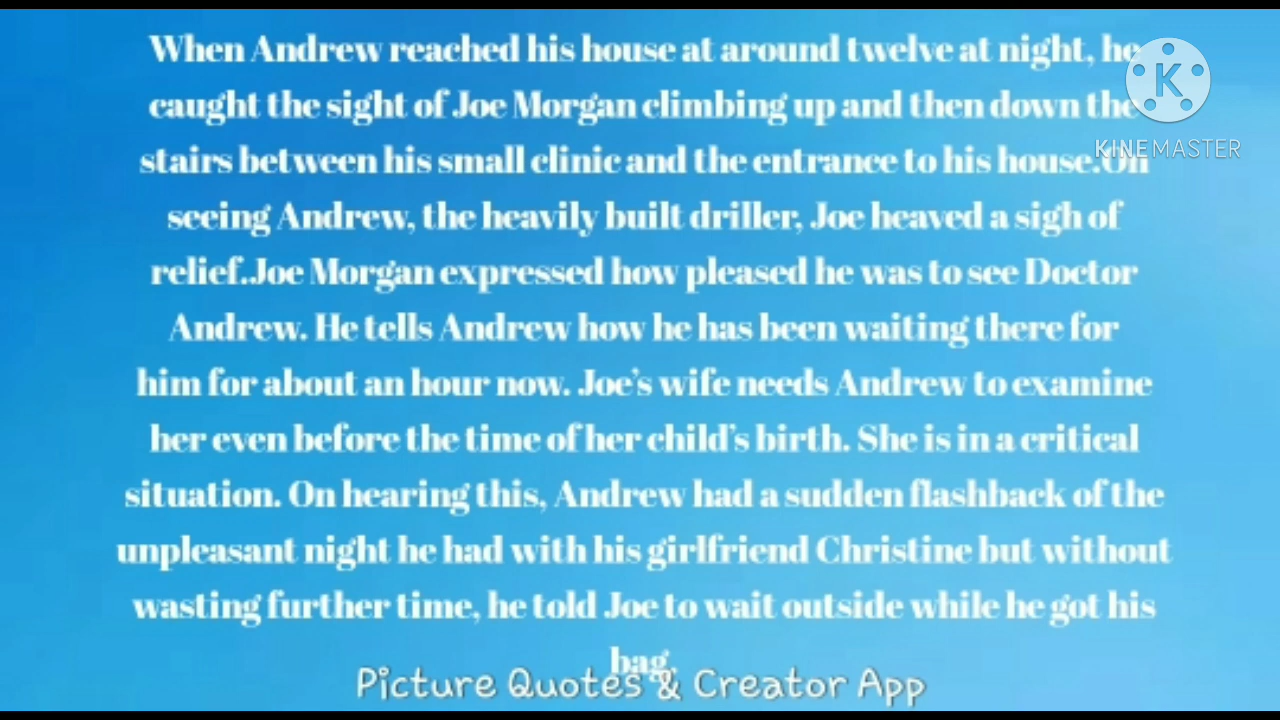 When Andrew reached his house at around twelve at night, he
caught the sight of Joe Morgan climbing up and then down the
stairs between his small clinic and the entrance to his house.On
seeing Andrew, the heavily built driller, Joe heaved a sigh of
relief.Joe Morgan expressed how pleased he was to see Doctor
Andrew. He tells Andrew how he has been waiting there for
him for about an hour now. Joe's wife needs Andrew to examine
her even before the time of her child's birth. She is in a critical
situation. On hearing this, Andrew had a sudden flashback of the
unpleasant night he had with his girlfriend Christine but without
wasting further time, he told Joe to wait outside while he got his
bag.
Picture Quotes & Creator App
K
KINEMASTER